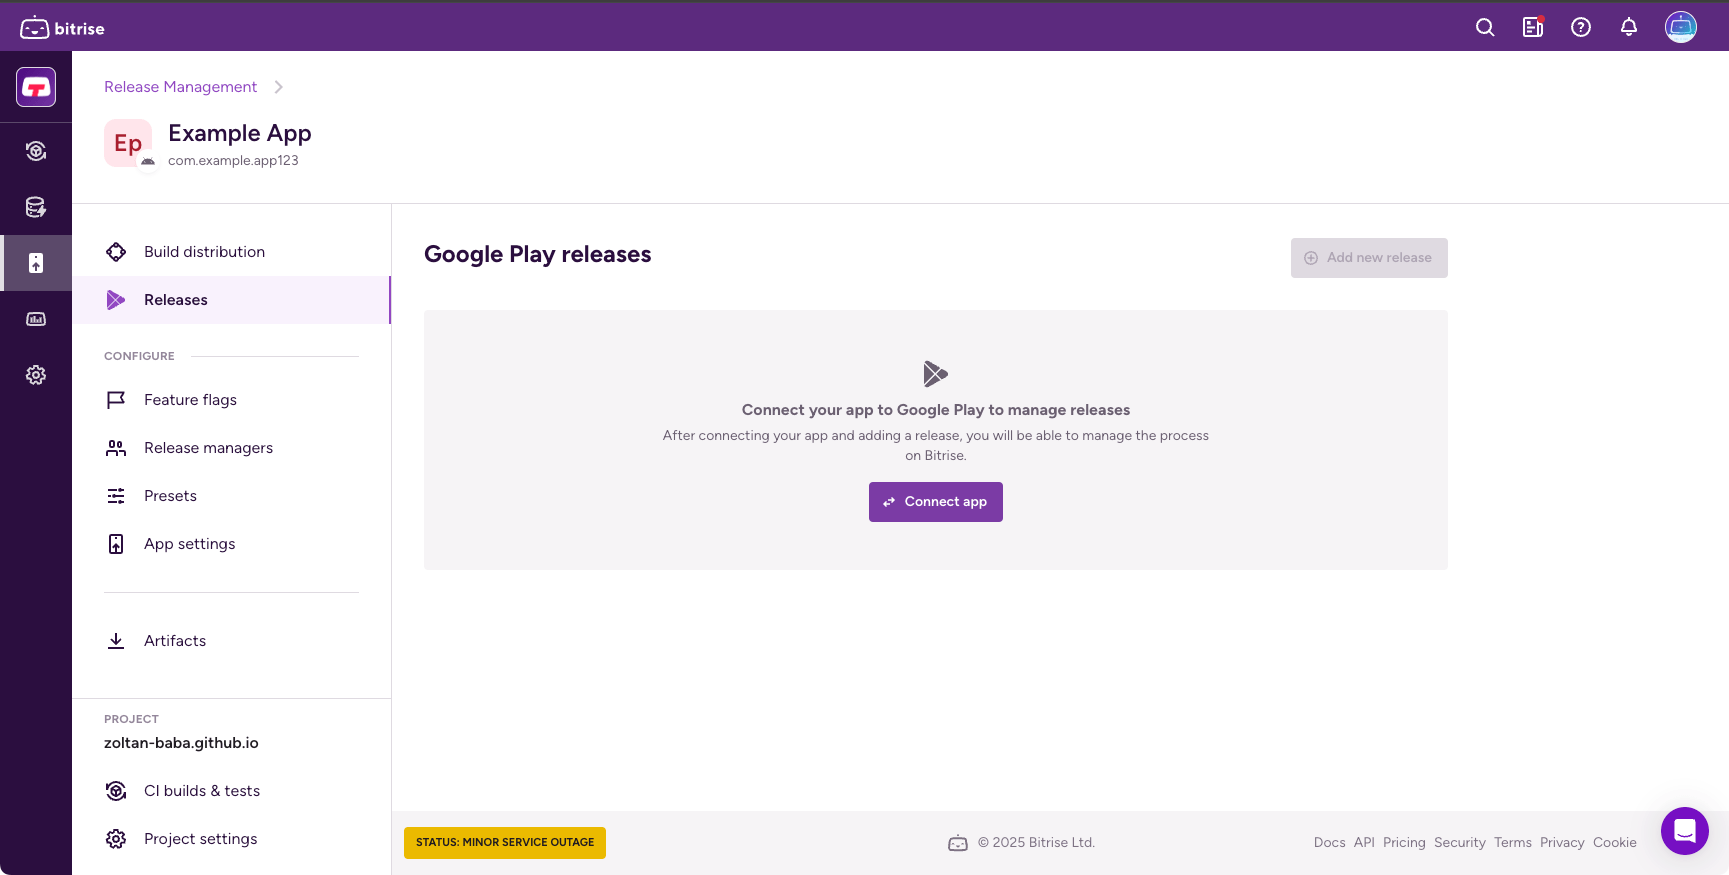 bitrise
Release Management
Ep
Example App
com.example.app123
Build distribution
Releases
CONFIGURE
Feature flags
Release managers
Presets
App settings
Artifacts
PROJECT
zoltan-baba.github.io
CI builds & tests
Project settings
Google Play releases
Add new release
Connect your app to Google Play to manage releases
After connecting your app and adding a release, you will be able to manage the process
on Bitrise.
Connect app
STATUS: MINOR SERVICE OUTAGE
© 2025 Bitrise Ltd.
Docs API Pricing Security Terms Privacy Cookie